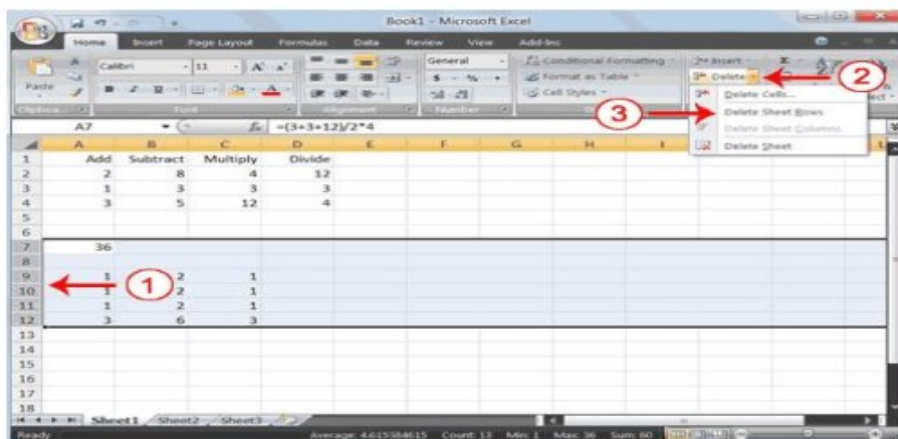 Book1 - Microsoft Excel
Home Insert Page Layout Formulas Data Review View Add-Ins
Calibri 11 A A General Conditional Formatting Insert Σ
Paste B I U A $ % , Format as Table Delete 2
Cell Styles Delete Cells...
Font Alignment Number 3 Delete Sheet Rows
Delete Sheet Columns
Delete Sheet
A7 fx =(3+3+12)/2*4
A B C D E F G H I L
1 Add Subtract Multiply Divide
2 2 8 4 12
3 1 3 3 3
4 3 5 12 4
5
6
7 36
8
9 1 2 1
10 1 1 2 1
11 1 2 1
12 3 6 3
13
14
15
16
17
18
Sheet1 Sheet2 Sheet3
Ready Average: 4.615384615 Count: 13 Min: 1 Max: 36 Sum: 60